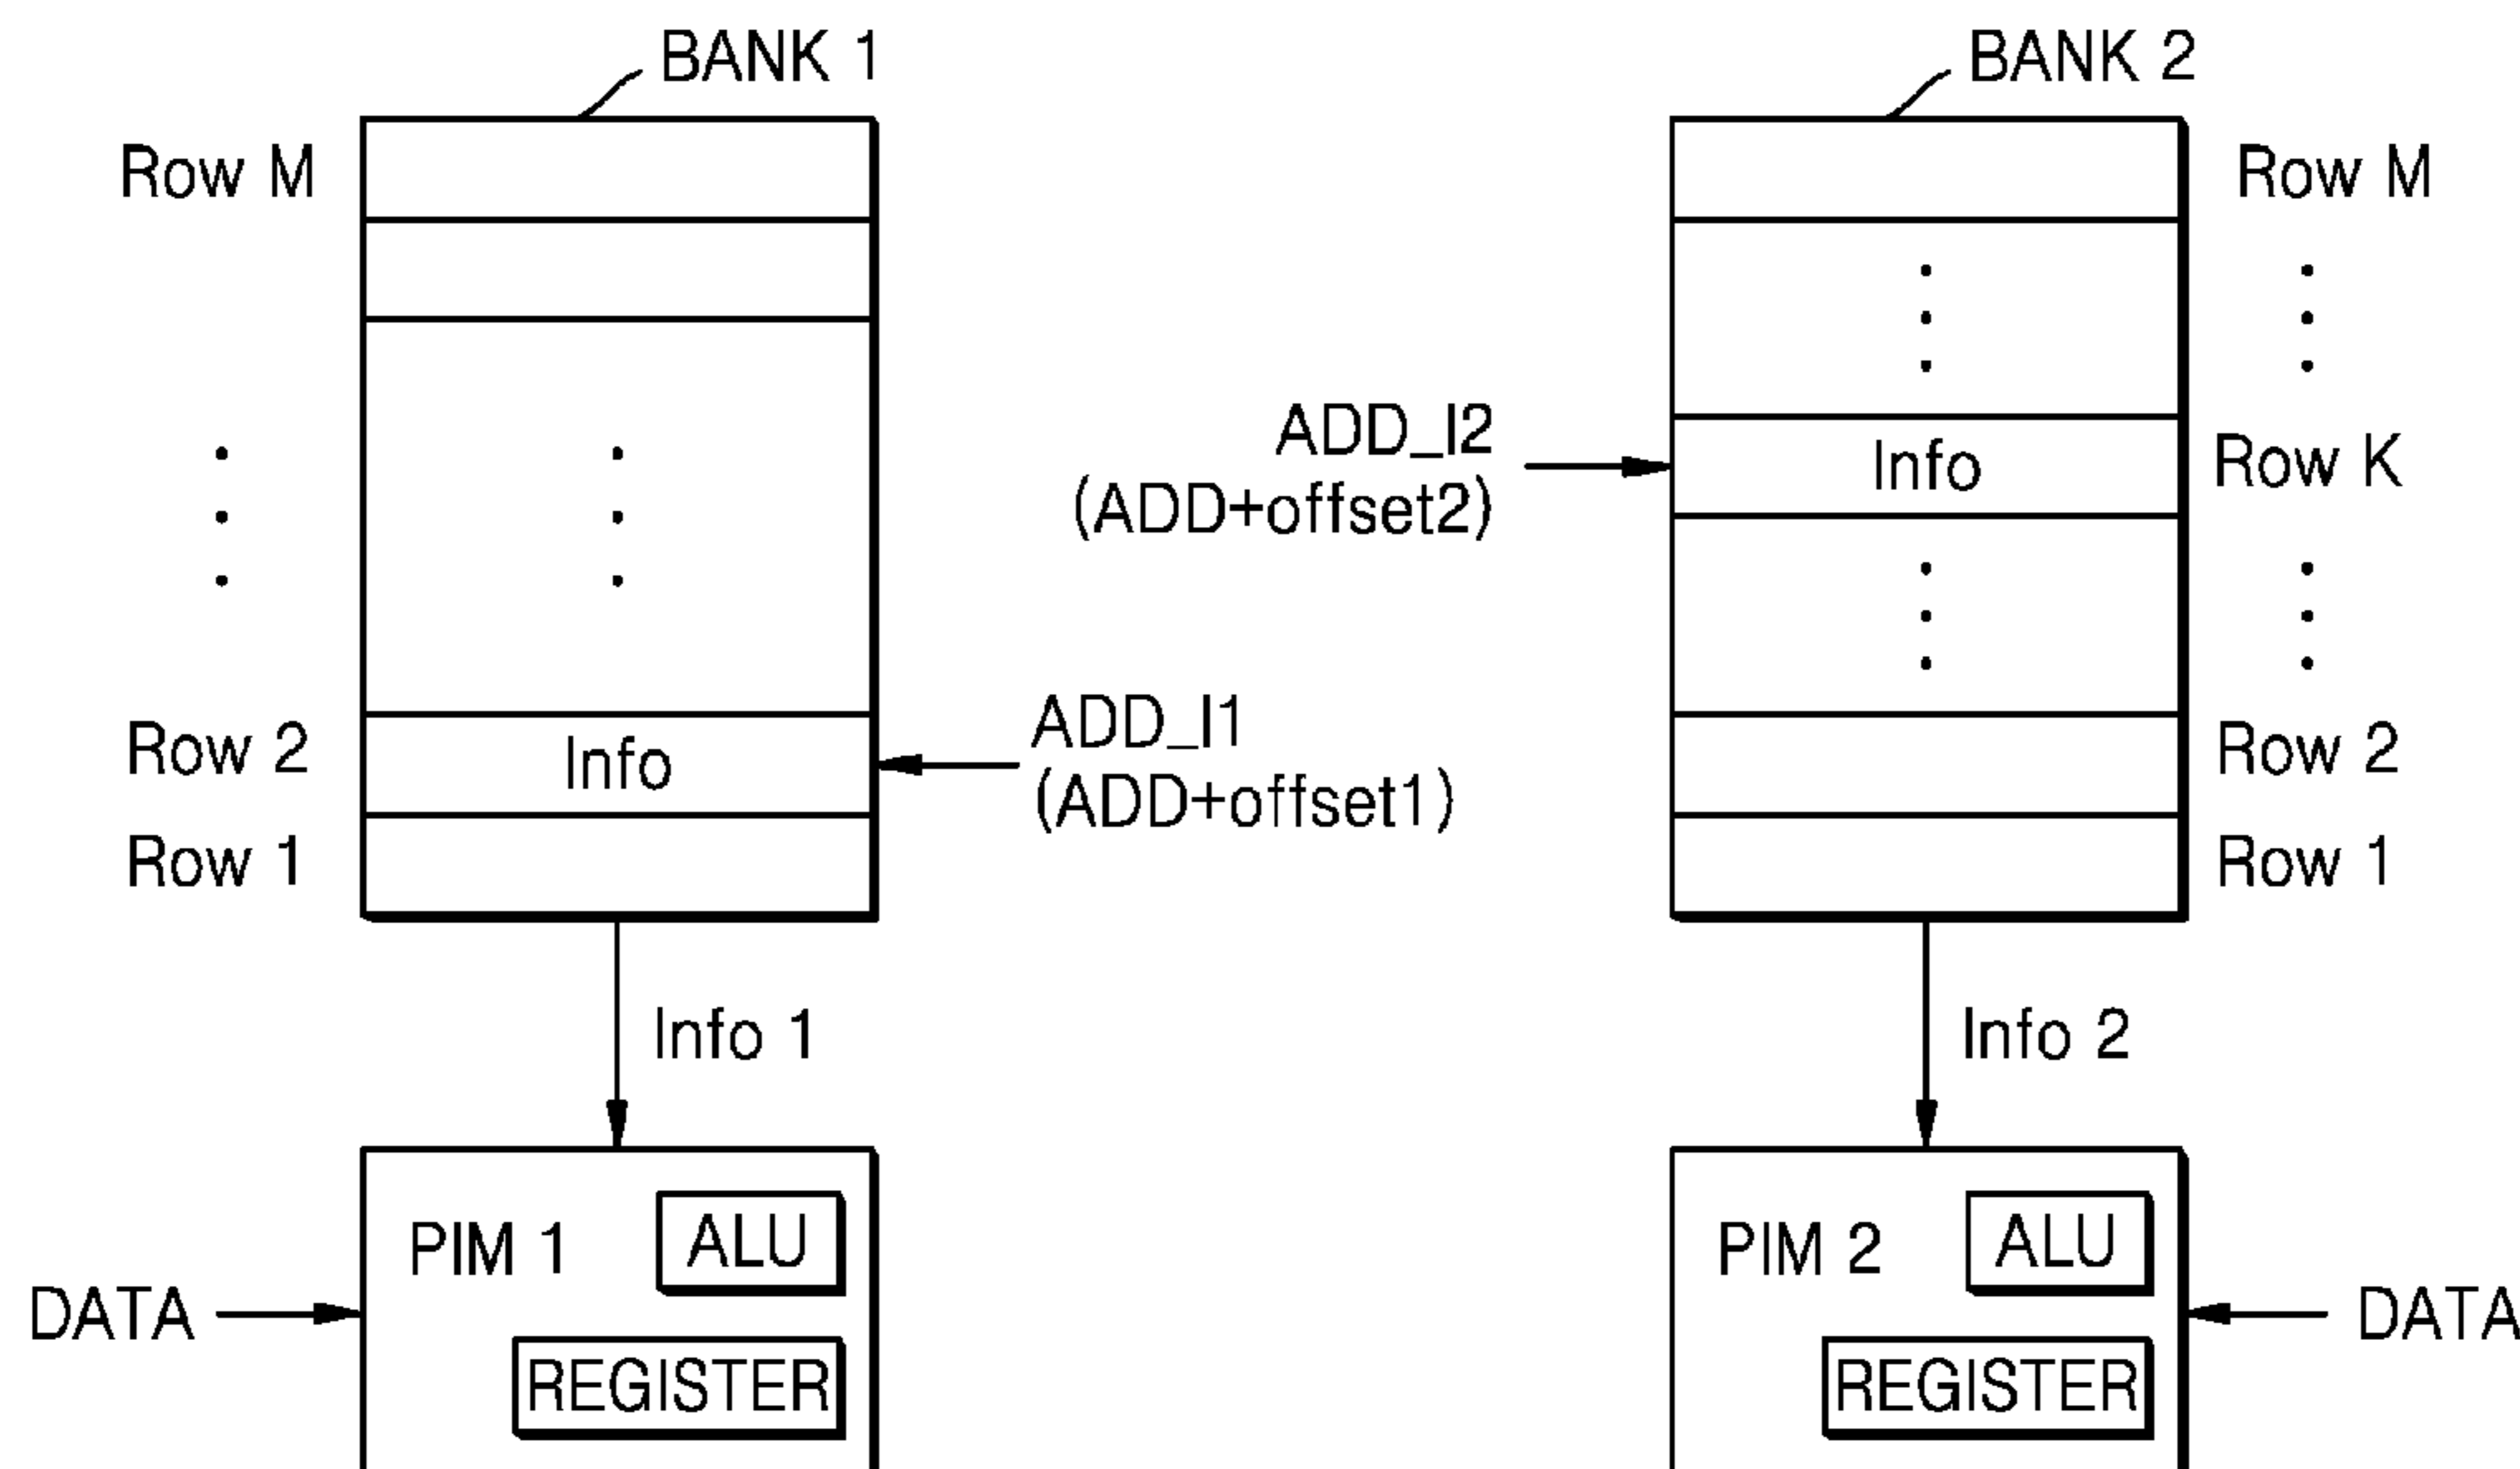 BANK 1
BANK 2
Row M
Row M
ADD_I2
(ADD+offset2)
Info
Row K
Row 2
Info
ADD_I1
(ADD+offset1)
Row 2
Row 1
Row 1
Info 1
Info 2
PIM 1
ALU
PIM 2
ALU
DATA
DATA
REGISTER
REGISTER